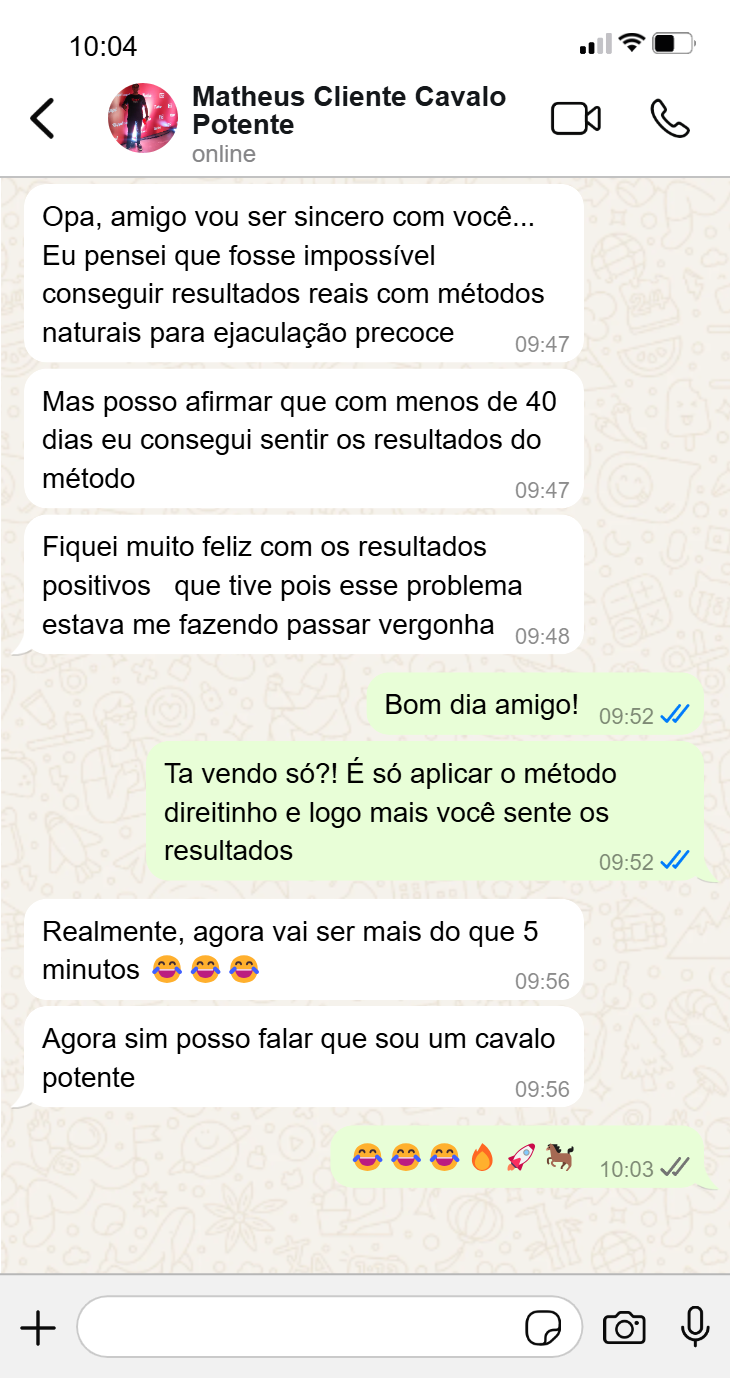 10:04
Matheus Cliente Cavalo
Potente
online
Opa, amigo vou ser sincero com você...
Eu pensei que fosse impossível
conseguir resultados reais com métodos
naturais para ejaculação precoce 09:47
Mas posso afirmar que com menos de 40
dias eu consegui sentir os resultados do
método 09:47
Fiquei muito feliz com os resultados
positivos que tive pois esse problema
estava me fazendo passar vergonha 09:48
Bom dia amigo! 09:52
Ta vendo só?! É só aplicar o método
direitinho e logo mais você sente os
resultados 09:52
Realmente, agora vai ser mais do que 5
minutos 😂😂😂 09:56
Agora sim posso falar que sou um cavalo
potente 09:56
😂😂😂🔥🚀🐎 10:03